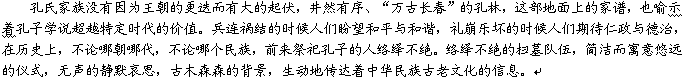 孔氏家族没有因为王朝的更迭而有大的起伏，井然有序、“万古长春”的孔林，这部地面上的家谱，也喻示
着孔子学说超越特定时代的价值。兵连祸结的时候人们盼望和平与和谐，礼崩乐坏的时候人们期待仁政与德治，
在历史上，不论哪朝哪代，不论哪个民族，前来祭祀孔子的人络绎不绝。络绎不绝的扫墓队伍，简洁而寓意悠远
的仪式，无声的静默哀思，古木森森的背景，生动地传达着中华民族古老文化的信息。↵